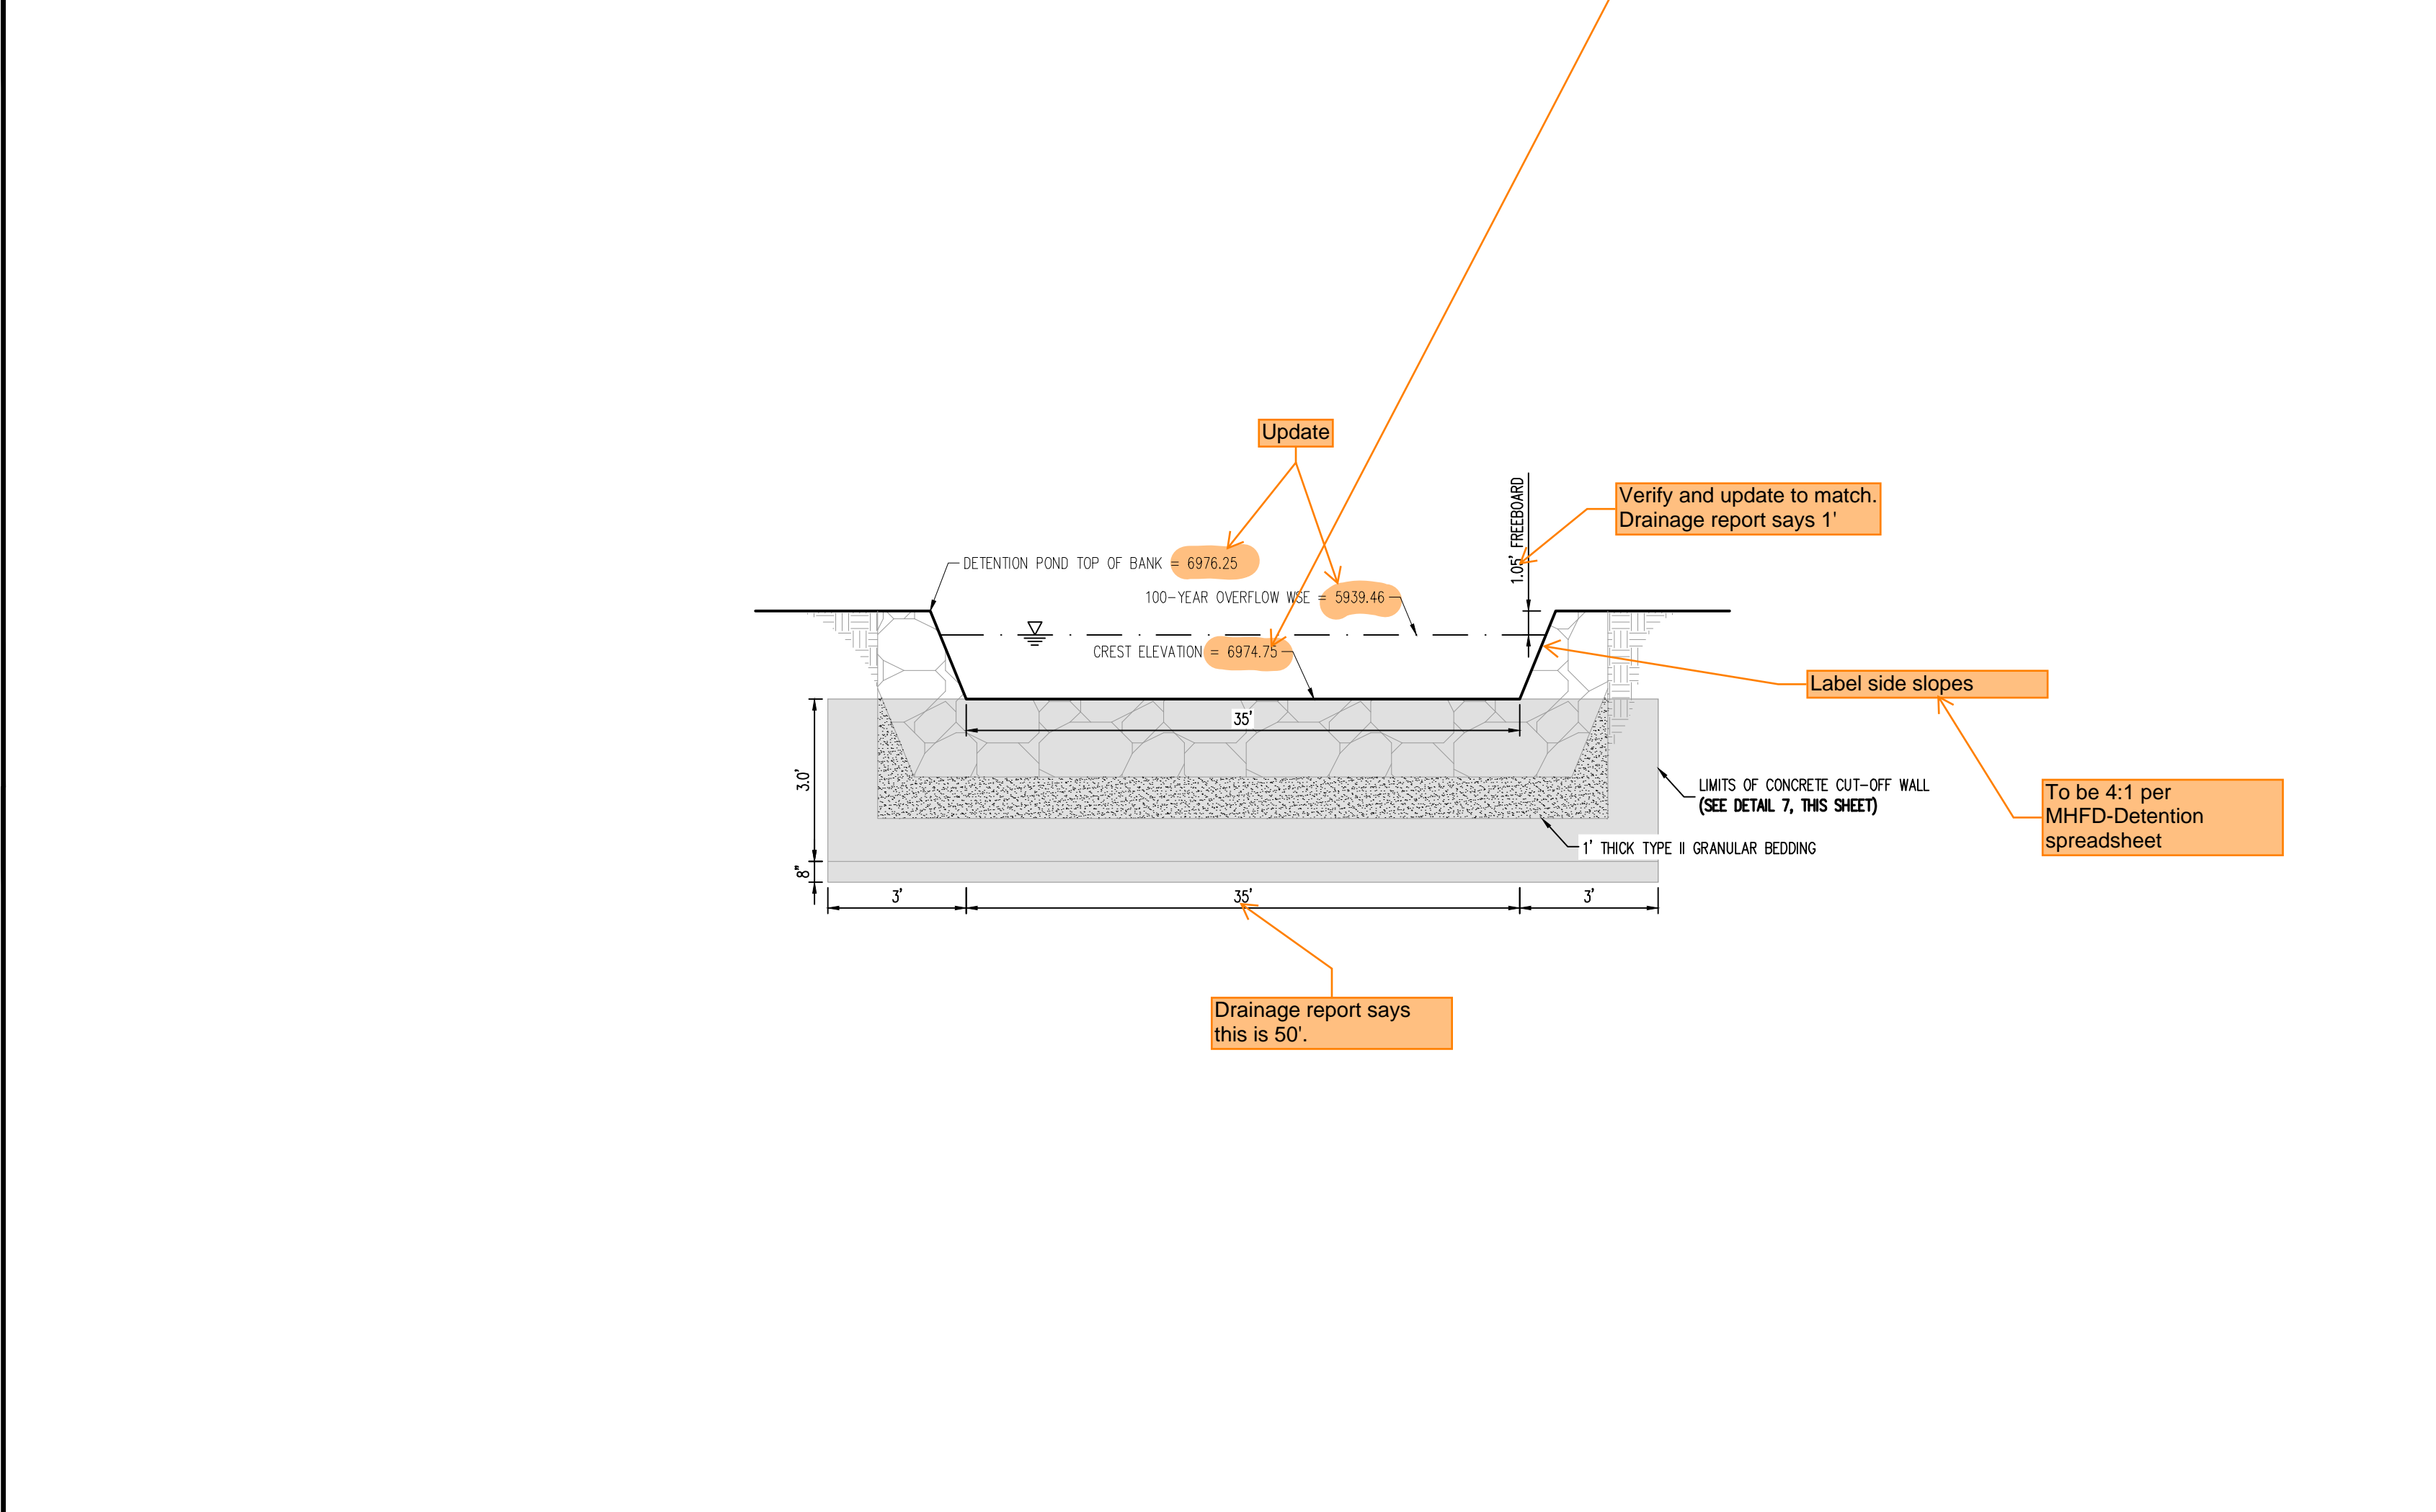 Update
Verify and update to match.
Drainage report says 1'
1.05' FREEBOARD
DETENTION POND TOP OF BANK = 6976.25
100-YEAR OVERFLOW WSE = 5939.46
CREST ELEVATION = 6974.75
Label side slopes
35'
3.0'
To be 4:1 per
MHFD-Detention
spreadsheet
LIMITS OF CONCRETE CUT-OFF WALL
(SEE DETAIL 7, THIS SHEET)
1' THICK TYPE II GRANULAR BEDDING
8"
3'
35'
3'
Drainage report says
this is 50'.